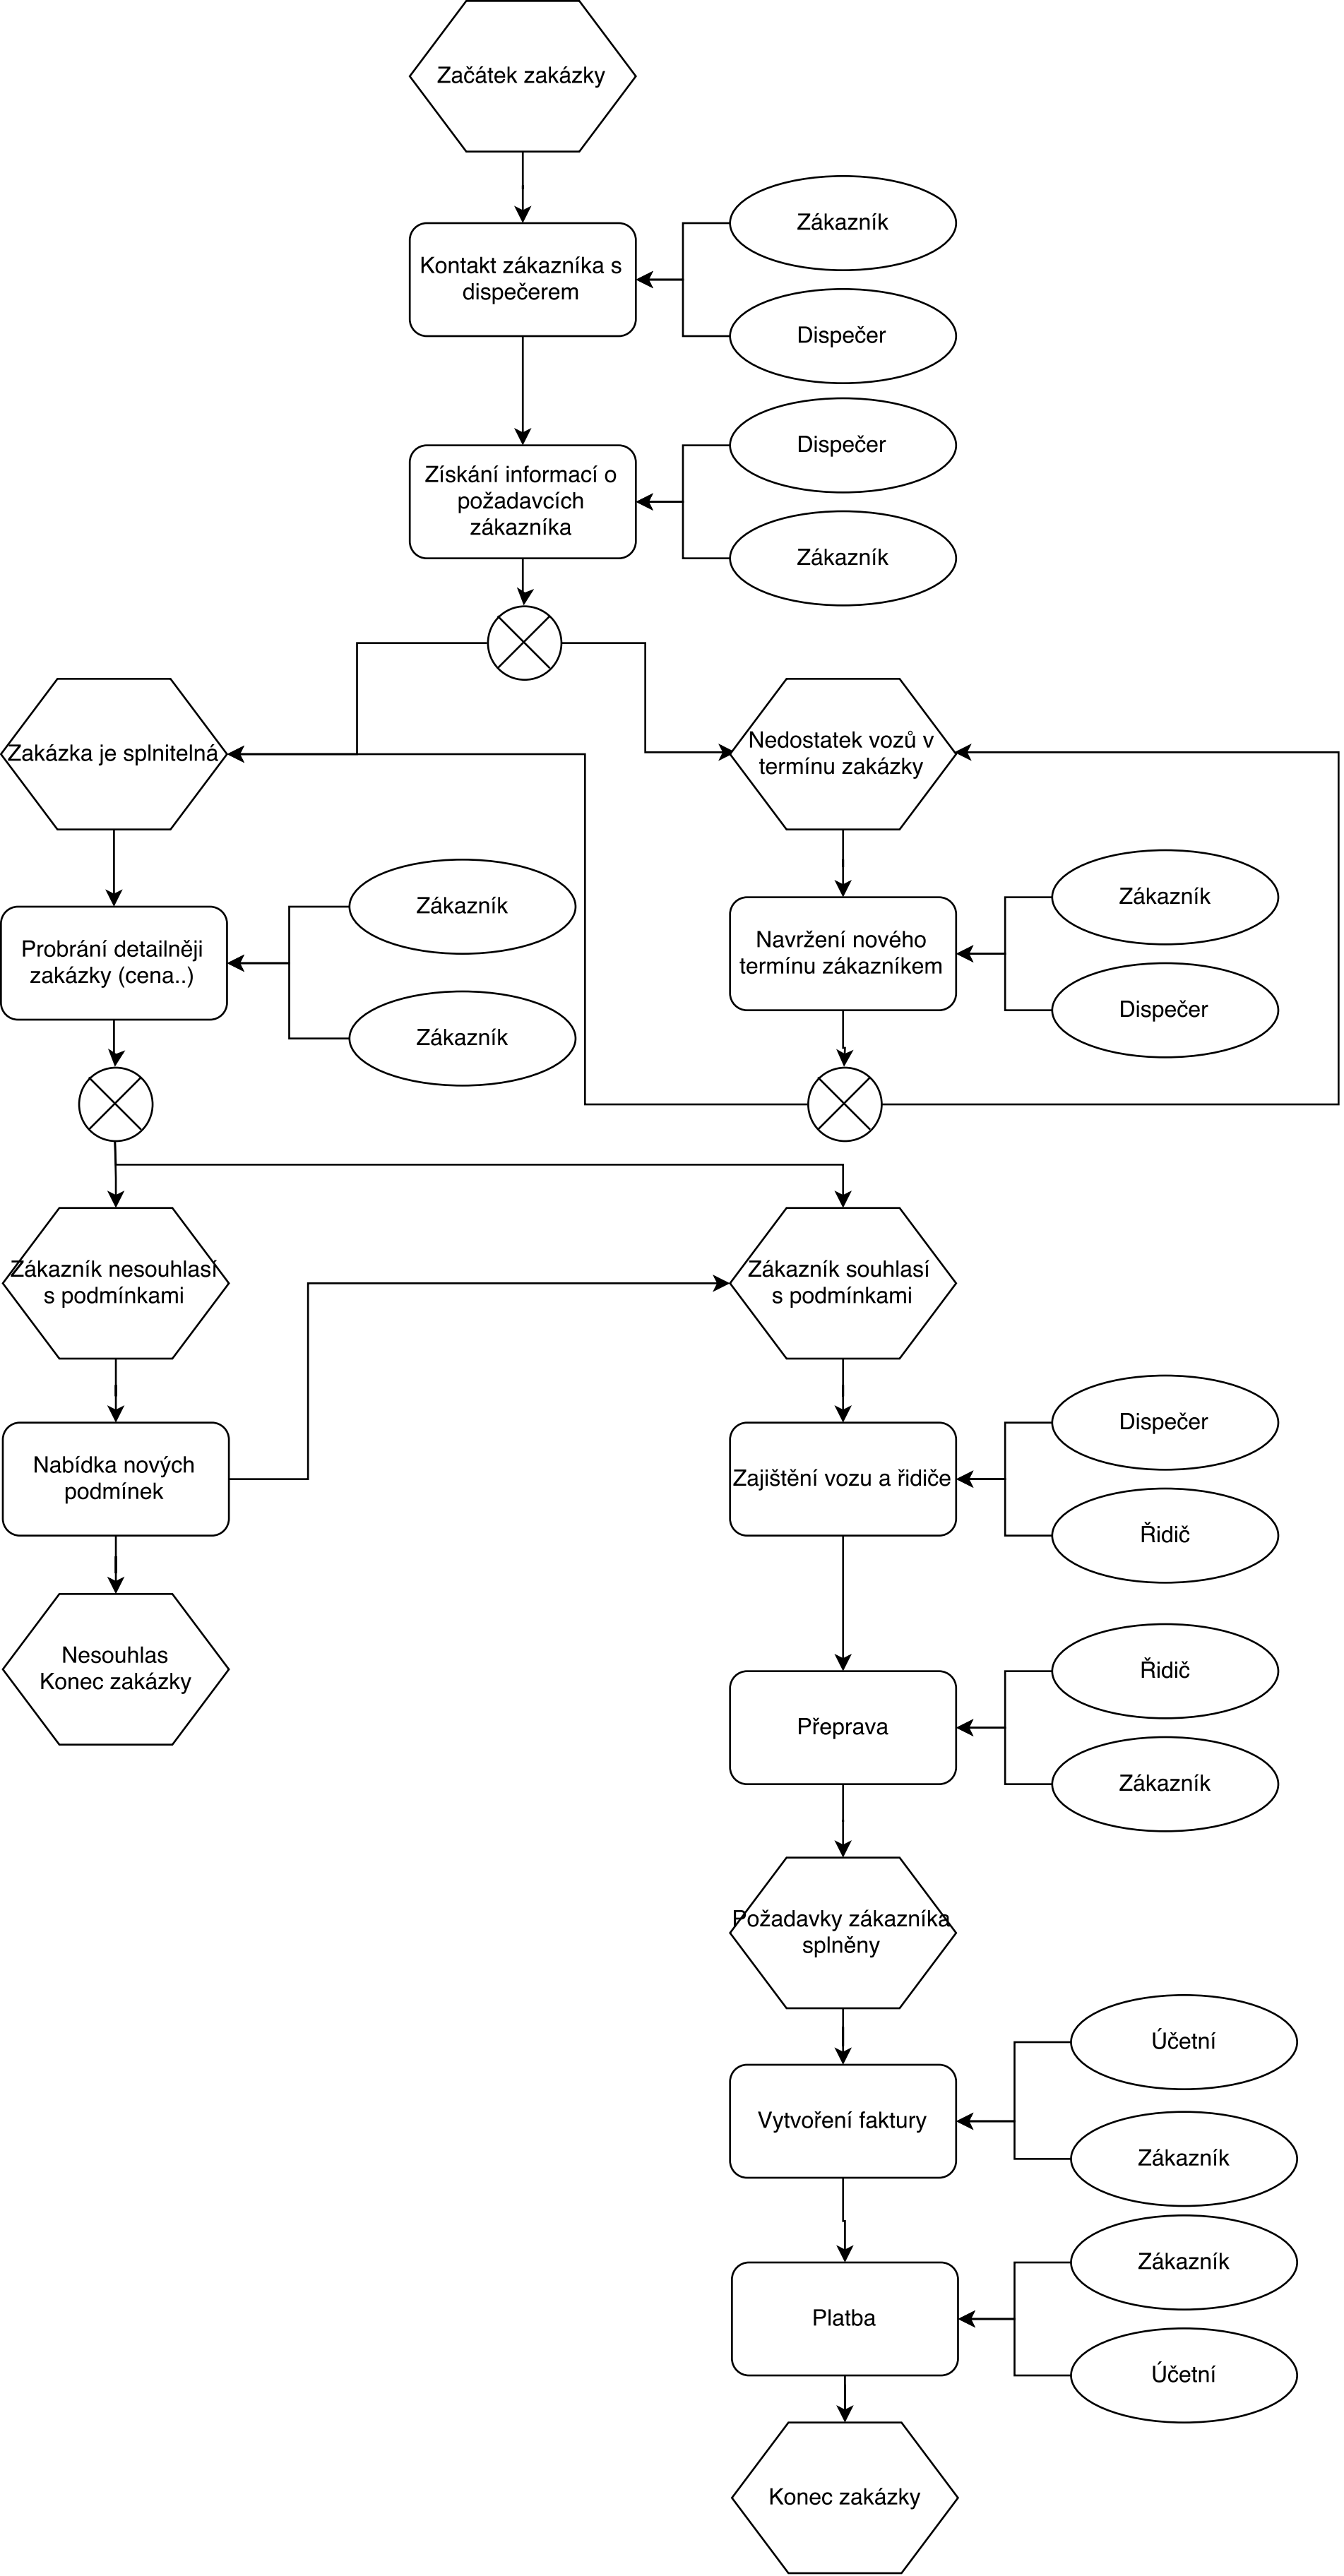 Začátek zakázky
Zákazník
Kontakt zákazníka s
dispečerem
Dispečer
Dispečer
Získání informací o
požadavcích
zákazníka
Zákazník
Zakázka je splnitelná
Nedostatek vozů v
termínu zakázky
Zákazník
Zákazník
Probrání detailněji
zakázky (cena..)
Navržení nového
termínu zákazníkem
Zákazník
Dispečer
Zákazník nesouhlasí
s podmínkami
Zákazník souhlasí
s podmínkami
Dispečer
Nabídka nových
podmínek
Zajištění vozu a řidiče
Řidič
Nesouhlas
Konec zakázky
Řidič
Přeprava
Zákazník
Požadavky zákazníka
splněny
Účetní
Vytvoření faktury
Zákazník
Zákazník
Platba
Účetní
Konec zakázky